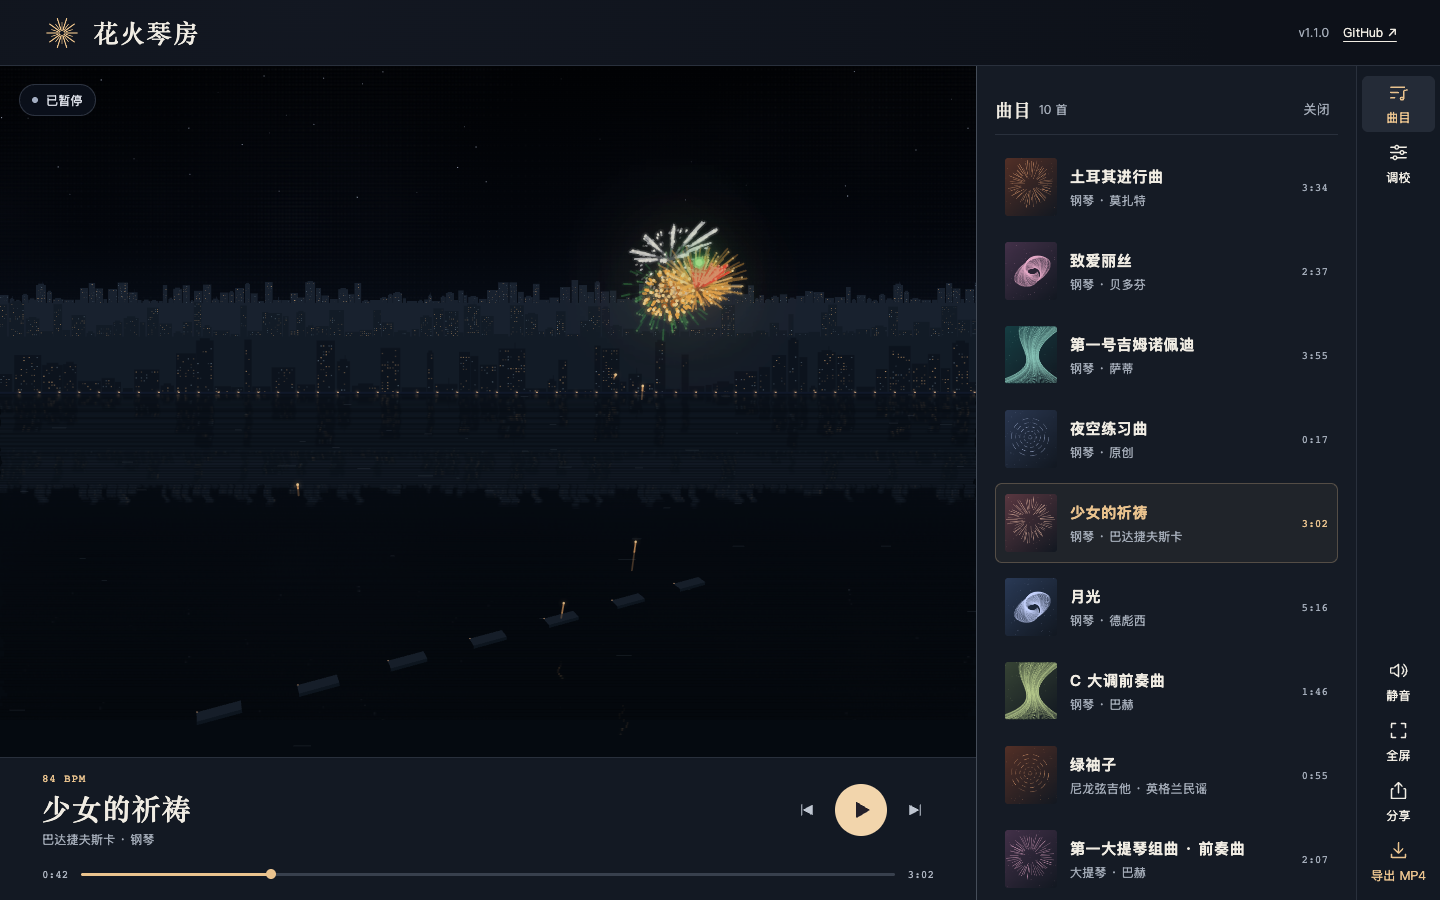 花火琴房
v1.1.0 GitHub ↗
已暂停
曲目 10 首 关闭
土耳其进行曲
钢琴 · 莫扎特
3:34
致爱丽丝
钢琴 · 贝多芬
2:37
第一号吉姆诺佩迪
钢琴 · 萨蒂
3:55
夜空练习曲
钢琴 · 原创
0:17
少女的祈祷
钢琴 · 巴达捷夫斯卡
3:02
月光
钢琴 · 德彪西
5:16
C 大调前奏曲
钢琴 · 巴赫
1:46
绿袖子
尼龙弦吉他 · 英格兰民谣
0:55
第一大提琴组曲 · 前奏曲
大提琴 · 巴赫
2:07
曲目
调校
静音
全屏
分享
导出 MP4
84 BPM
少女的祈祷
巴达捷夫斯卡 · 钢琴
0:42 3:02